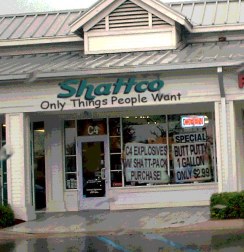 Shattco
Only Things People Want
C4
C4 EXPLOSIVES
W/ SHATT-PACK
PURCHASE!
SPECIAL
BUTT PUTTY
1 GALLON
ONLY $2.99